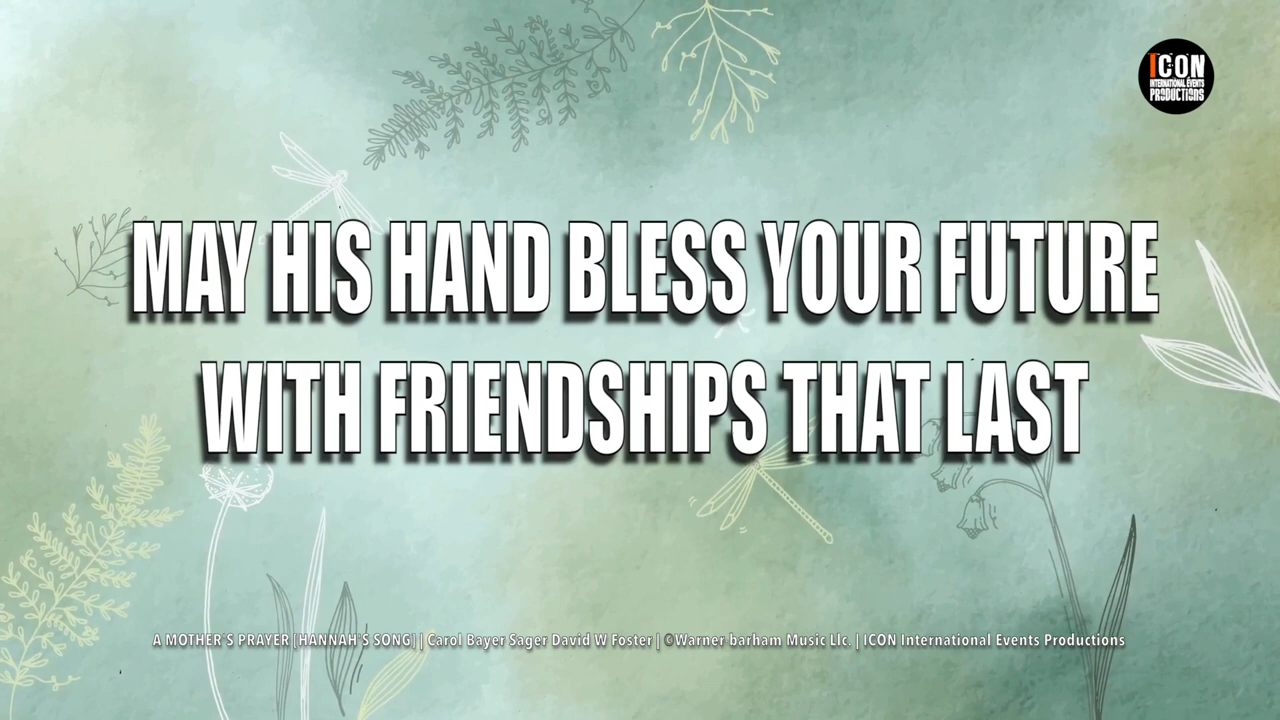 ICON
INTERNATIONAL EVENTS
PRODUCTIONS
MAY HIS HAND BLESS YOUR FUTURE
WITH FRIENDSHIPS THAT LAST
A MOTHER'S PRAYER [HANNAH'S SONG] | Carol Bayer Sager David W Foster | ©Warner-barham Music Llc. | ICON International Events Productions